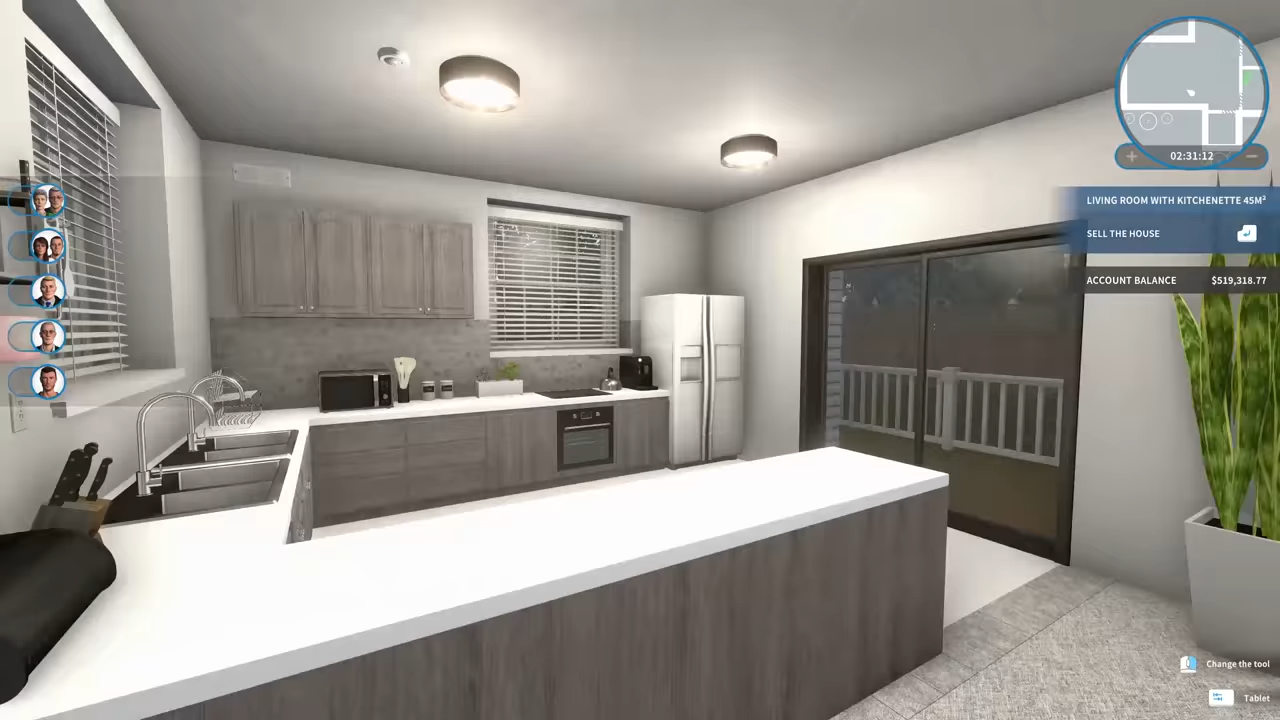 02:31:12
LIVING ROOM WITH KITCHENETTE 45M²
SELL THE HOUSE
ACCOUNT BALANCE $519,318.77
Change the tool
Tablet